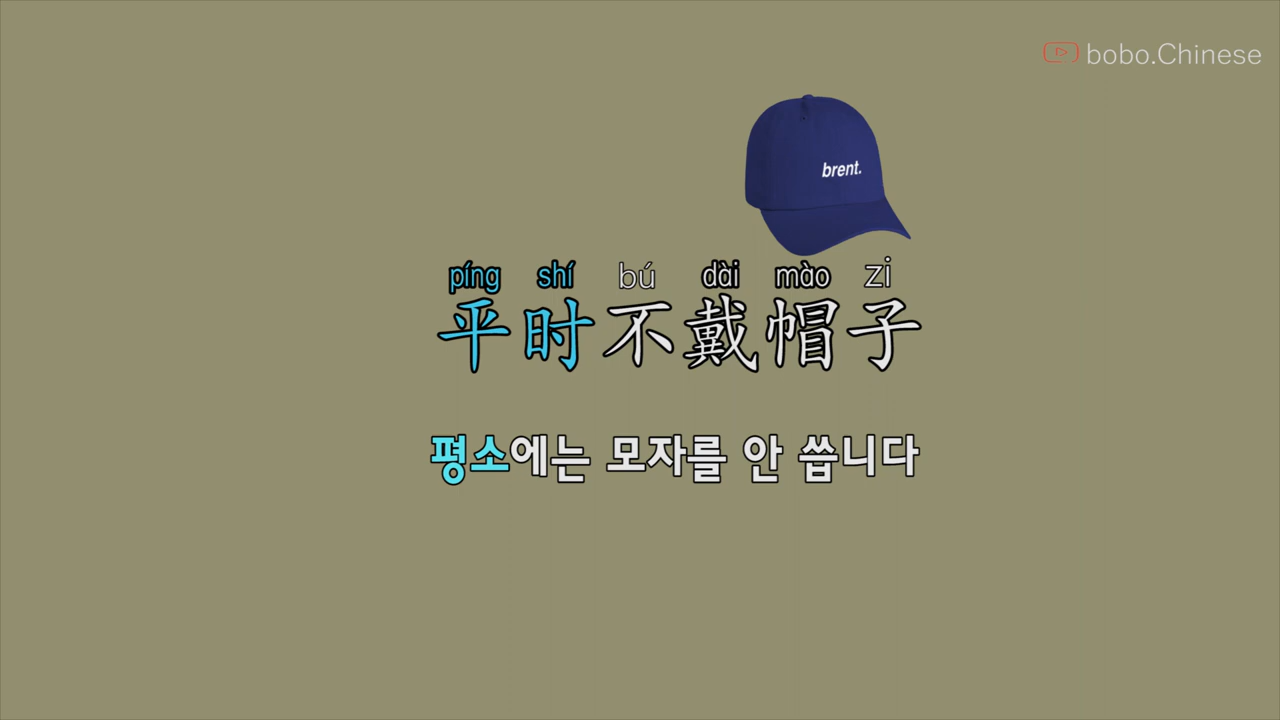 bobo.Chinese
brent.
píng shí bú dài mào zi
平时不戴帽子
평소에는 모자를 안 씁니다